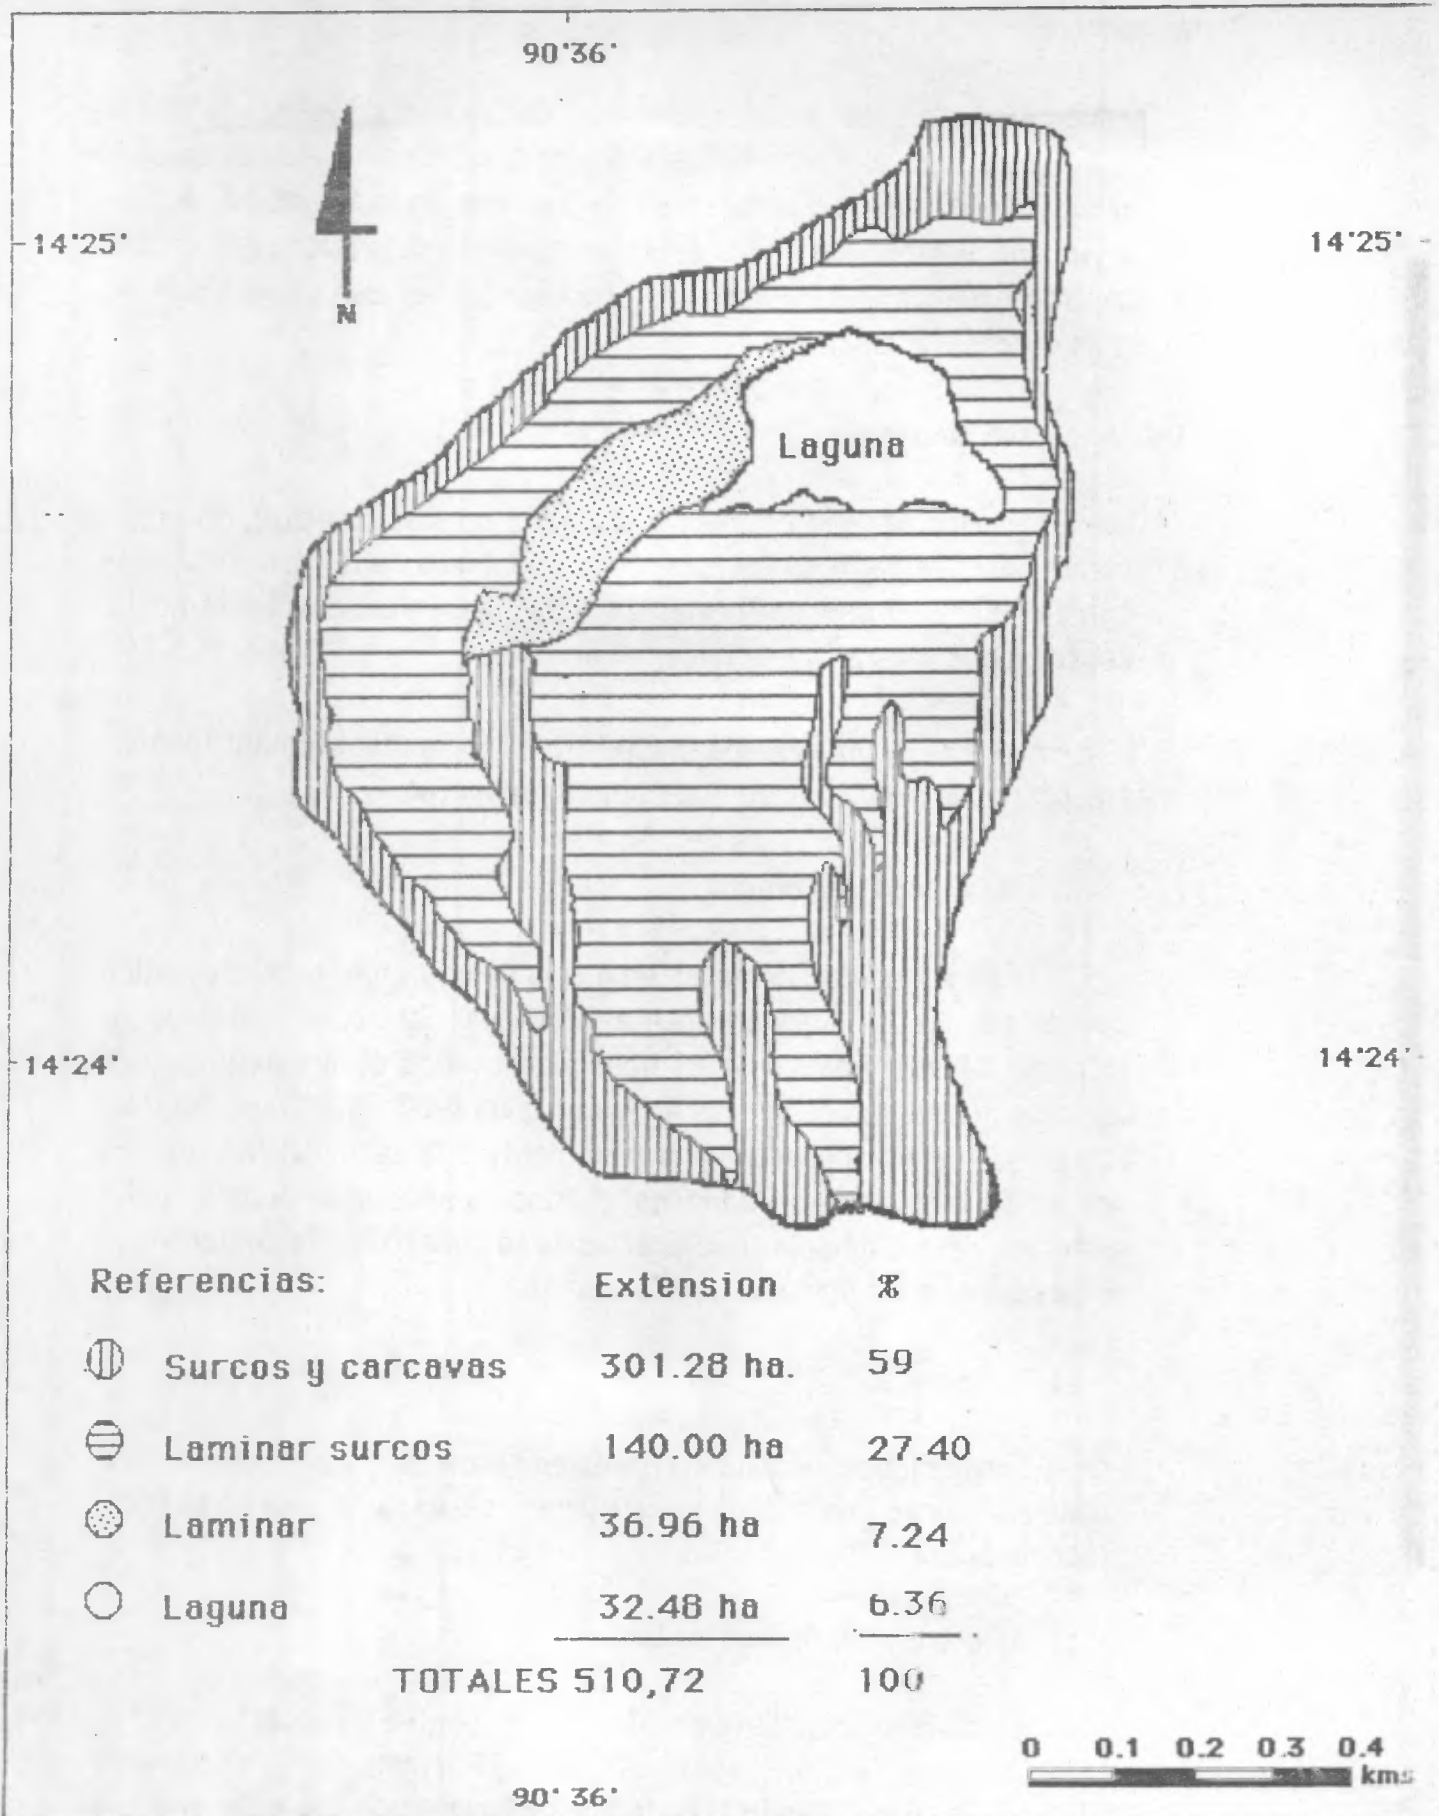 90°36'
14°25'
14°25'
N
Laguna
14°24'
14°24'
Referencias: Extension %
Surcos y carcavas 301.28 ha. 59
Laminar surcos 140.00 ha 27.40
Laminar 36.96 ha 7.24
Laguna 32.48 ha 6.36
TOTALES 510,72 100
0 0.1 0.2 0.3 0.4
kms
90° 36'